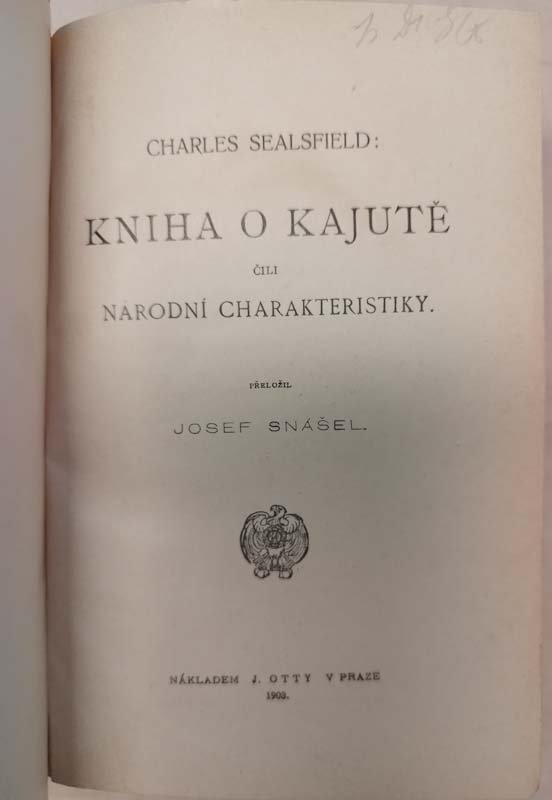 CHARLES SEALSFIELD:
KNIHA O KAJUTĚ
ČILI
NÁRODNÍ CHARAKTERISTIKY.
PŘELOŽIL
JOSEF SNÁŠEL.
NÁKLADEM J. OTTY V PRAZE
1903.